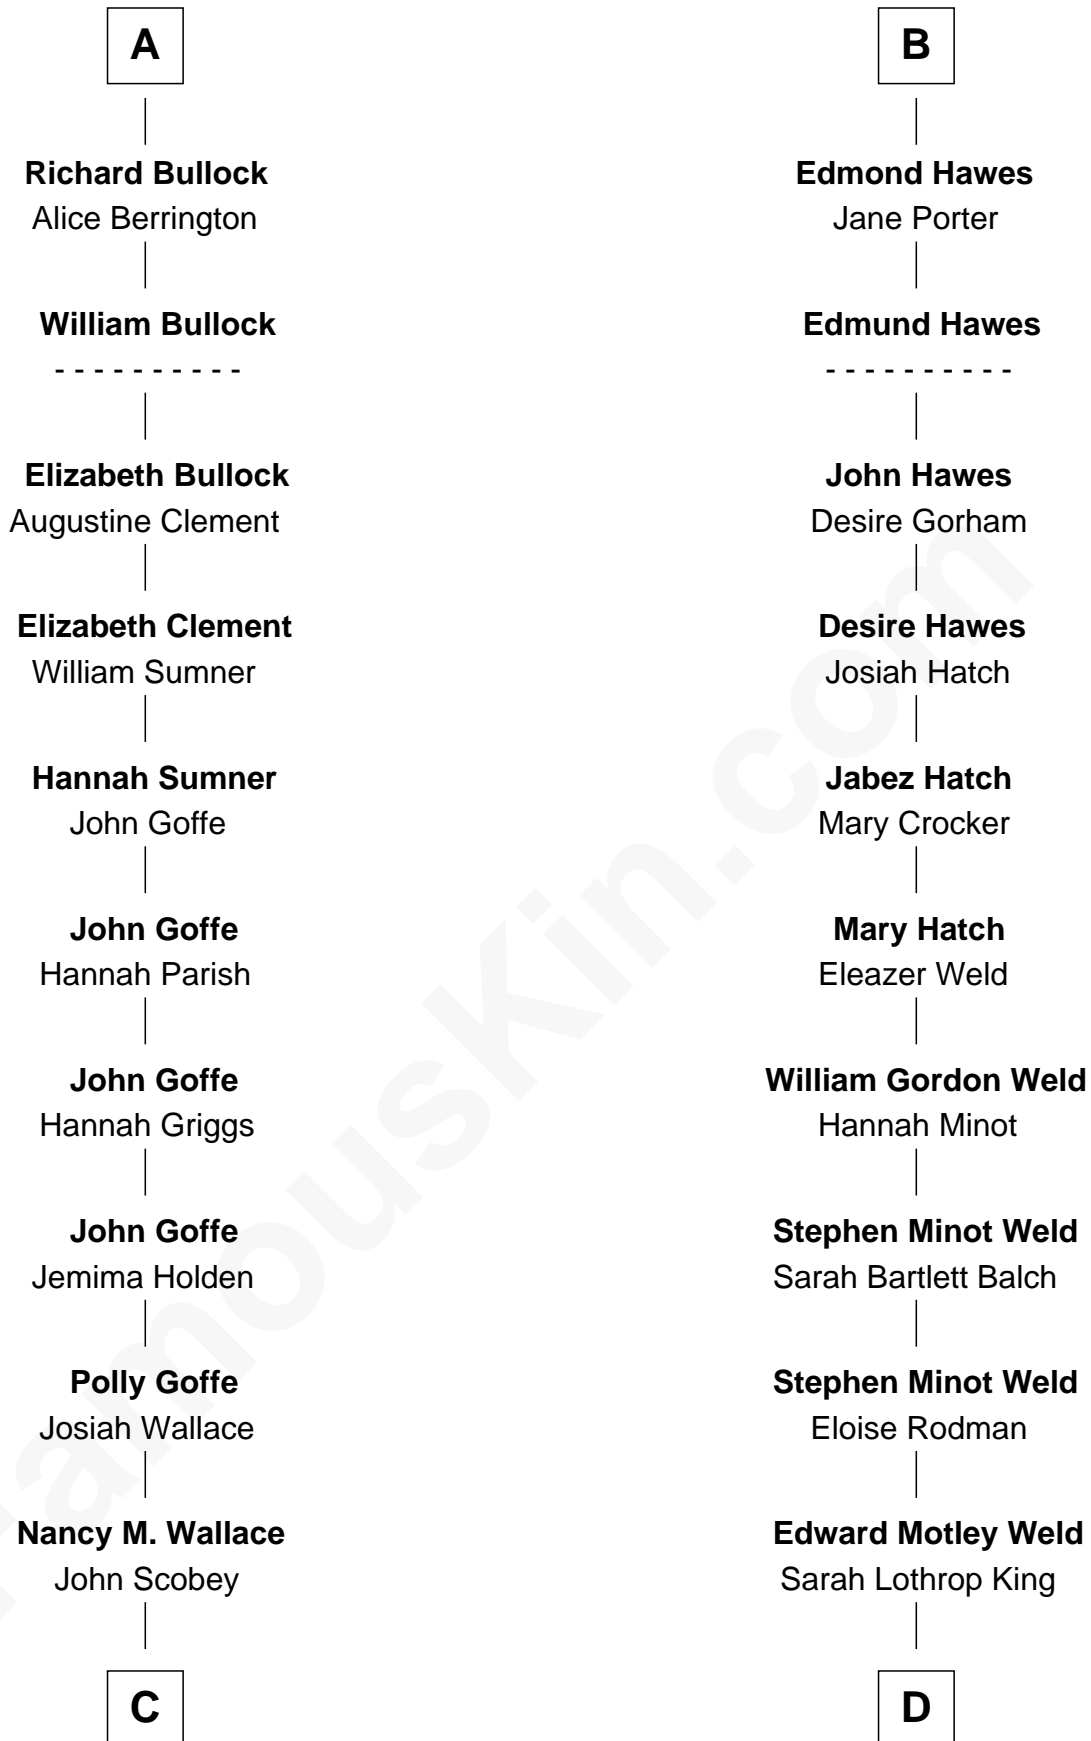 A
Richard Bullock
Alice Berrington
William Bullock
- - - - - - - - - -
Elizabeth Bullock
Augustine Clement
Elizabeth Clement
William Sumner
Hannah Sumner
John Goffe
John Goffe
Hannah Parish
John Goffe
Hannah Griggs
John Goffe
Jemima Holden
Polly Goffe
Josiah Wallace
Nancy M. Wallace
John Scobey
C
B
Edmond Hawes
Jane Porter
Edmund Hawes
- - - - - - - - - -
John Hawes
Desire Gorham
Desire Hawes
Josiah Hatch
Jabez Hatch
Mary Crocker
Mary Hatch
Eleazer Weld
William Gordon Weld
Hannah Minot
Stephen Minot Weld
Sarah Bartlett Balch
Stephen Minot Weld
Eloise Rodman
Edward Motley Weld
Sarah Lothrop King
D
FamousKin.com